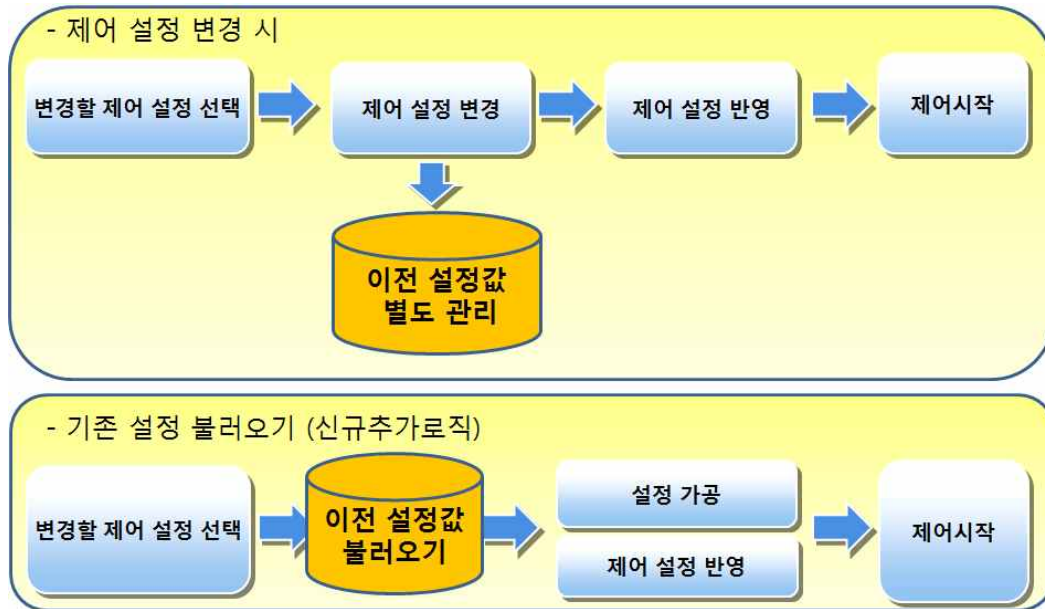 - 제어 설정 변경 시
변경할 제어 설정 선택
제어 설정 변경
제어 설정 반영
제어시작
이전 설정값
별도 관리
- 기존 설정 불러오기 (신규추가로직)
변경할 제어 설정 선택
이전 설정값
불러오기
설정 가공
제어 설정 반영
제어시작